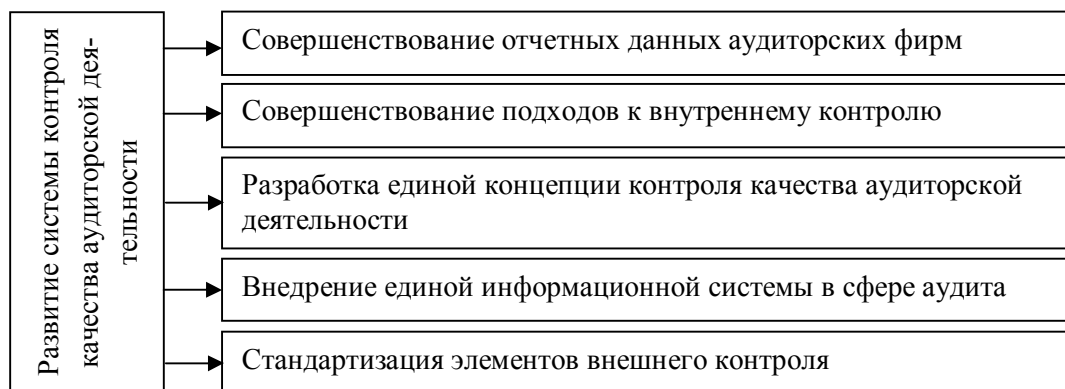 Развитие системы контроля
качества аудиторской дея-
тельности
Совершенствование отчетных данных аудиторских фирм
Совершенствование подходов к внутреннему контролю
Разработка единой концепции контроля качества аудиторской
деятельности
Внедрение единой информационной системы в сфере аудита
Стандартизация элементов внешнего контроля